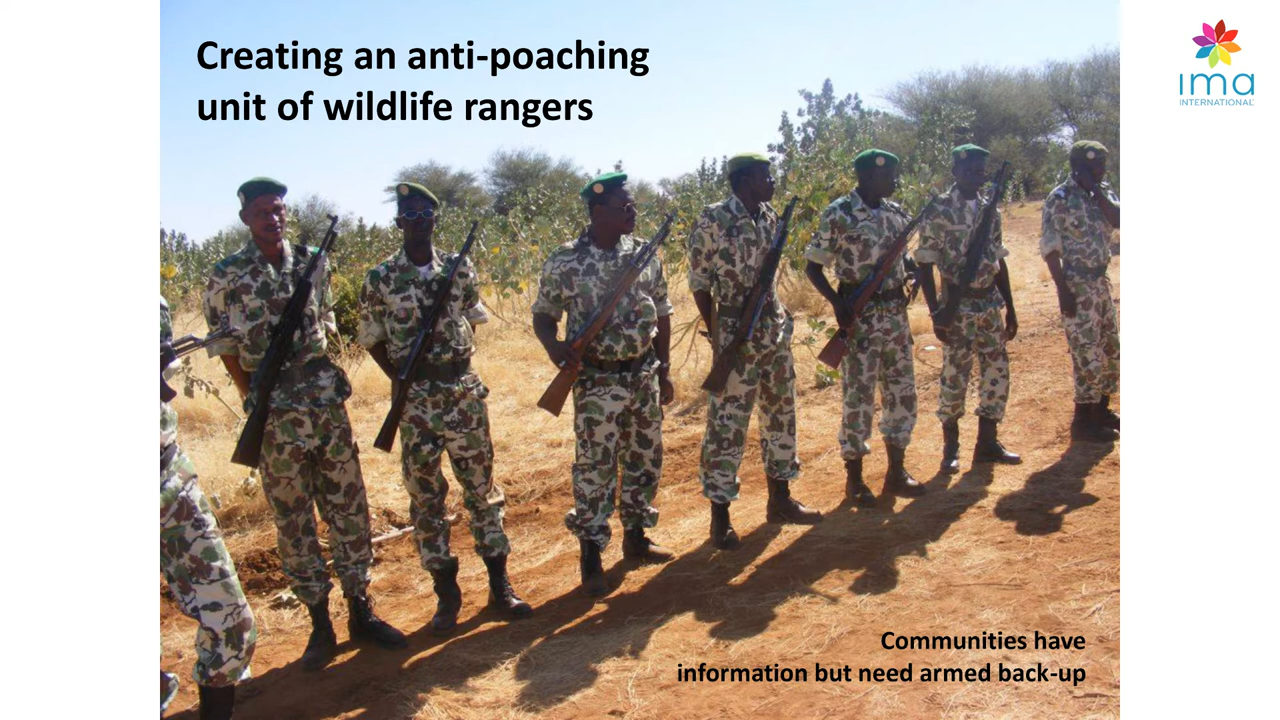 Creating an anti-poaching
unit of wildlife rangers
ima
INTERNATIONAL
Communities have
information but need armed back-up